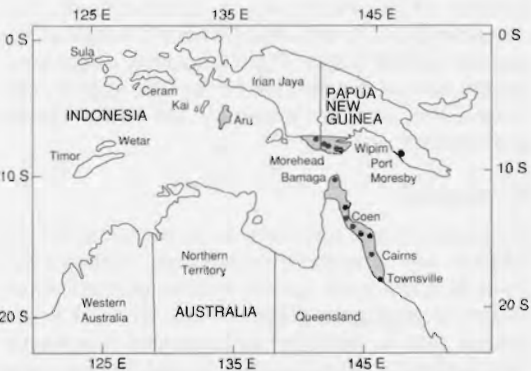 125 E 135 E 145 E
0 S 0 S
Sula
Irian Jaya
Ceram
PAPUA
NEW
GUINEA
Kai
INDONESIA
Aru
Wetar
Wipim
Timor
Morehead
Port
Moresby
Bamaga
10 S 10 S
Coen
Northern
Territory
Cairns
Townsville
Western
Australia
AUSTRALIA
Queensland
20 S 20 S
125 E 135 E 145 E